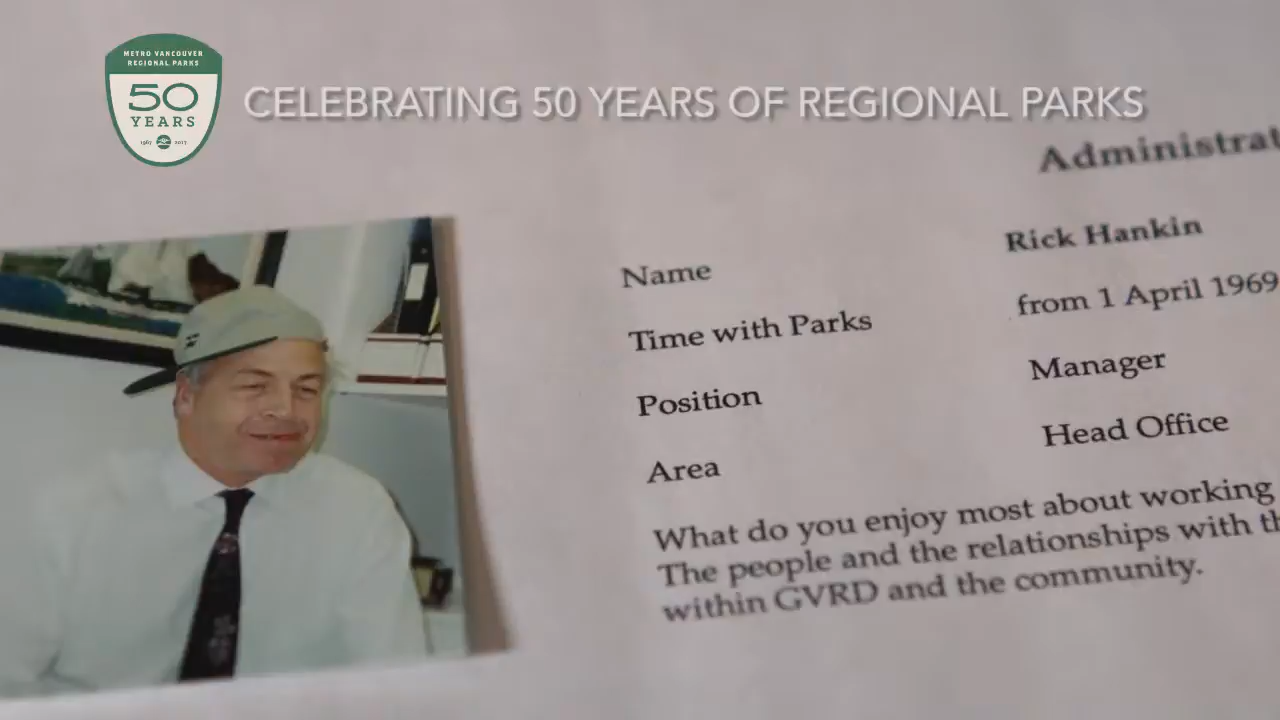 METRO VANCOUVER
REGIONAL PARKS
50
YEARS
1967 2017
CELEBRATING 50 YEARS OF REGIONAL PARKS
Administrat
Name Rick Hankin
Time with Parks from 1 April 1969
Position Manager
Area Head Office
What do you enjoy most about working
The people and the relationships with th
within GVRD and the community.